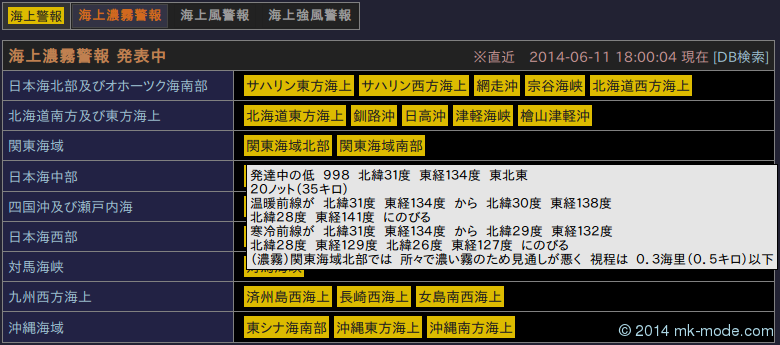 海上警報 海上濃霧警報 海上風警報 海上強風警報
海上濃霧警報 発表中 ※直近 2014-06-11 18:00:04 現在 [DB検索]
日本海北部及びオホーツク海南部 サハリン東方海上 サハリン西方海上 網走沖 宗谷海峡 北海道西方海上
北海道南方及び東方海上 北海道東方海上 釧路沖 日高沖 津軽海峡 檜山津軽沖
関東海域 関東海域北部 関東海域南部
日本海中部
四国沖及び瀬戸内海
日本海西部
対馬海峡
九州西方海上 済州島西海上 長崎西海上 女島南西海上
沖縄海域 東シナ海南部 沖縄東方海上 沖縄南方海上
発達中の低 998 北緯31度 東経134度 東北東
20ノット(35キロ)
温暖前線が 北緯31度 東経134度 から 北緯30度 東経138度
北緯28度 東経141度 にのびる
寒冷前線が 北緯31度 東経134度 から 北緯29度 東経132度
北緯28度 東経129度 北緯26度 東経127度 にのびる
(濃霧)関東海域北部では 所々で濃い霧のため見通しが悪く 視程は 0.3海里(0.5キロ)以下
© 2014 mk-mode.com